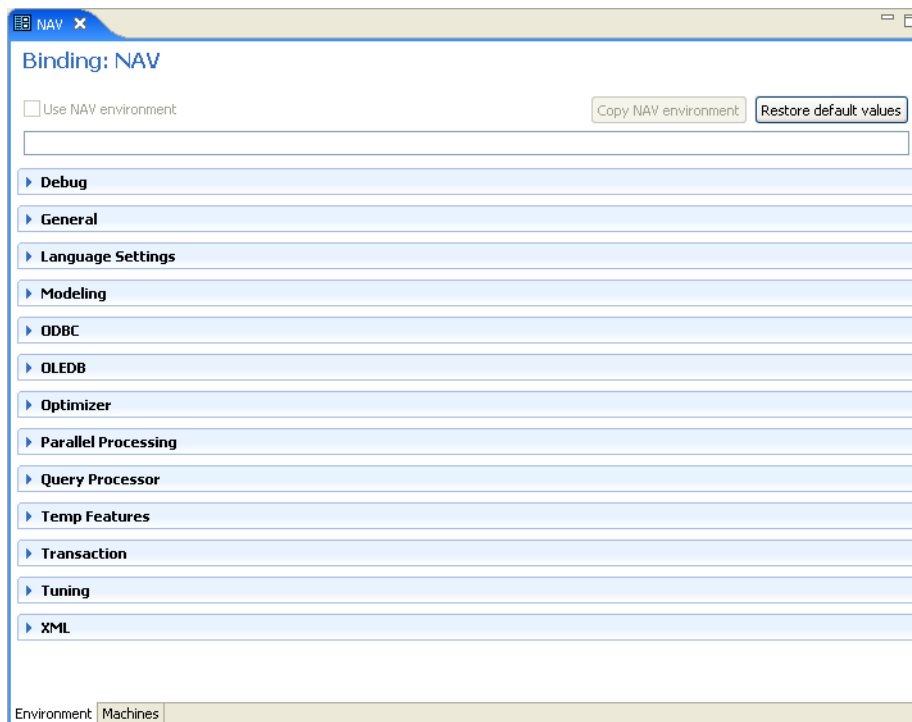 NAV
Binding: NAV
Use NAV environment Copy NAV environment Restore default values
Debug
General
Language Settings
Modeling
ODBC
OLEDB
Optimizer
Parallel Processing
Query Processor
Temp Features
Transaction
Tuning
XML
Environment Machines